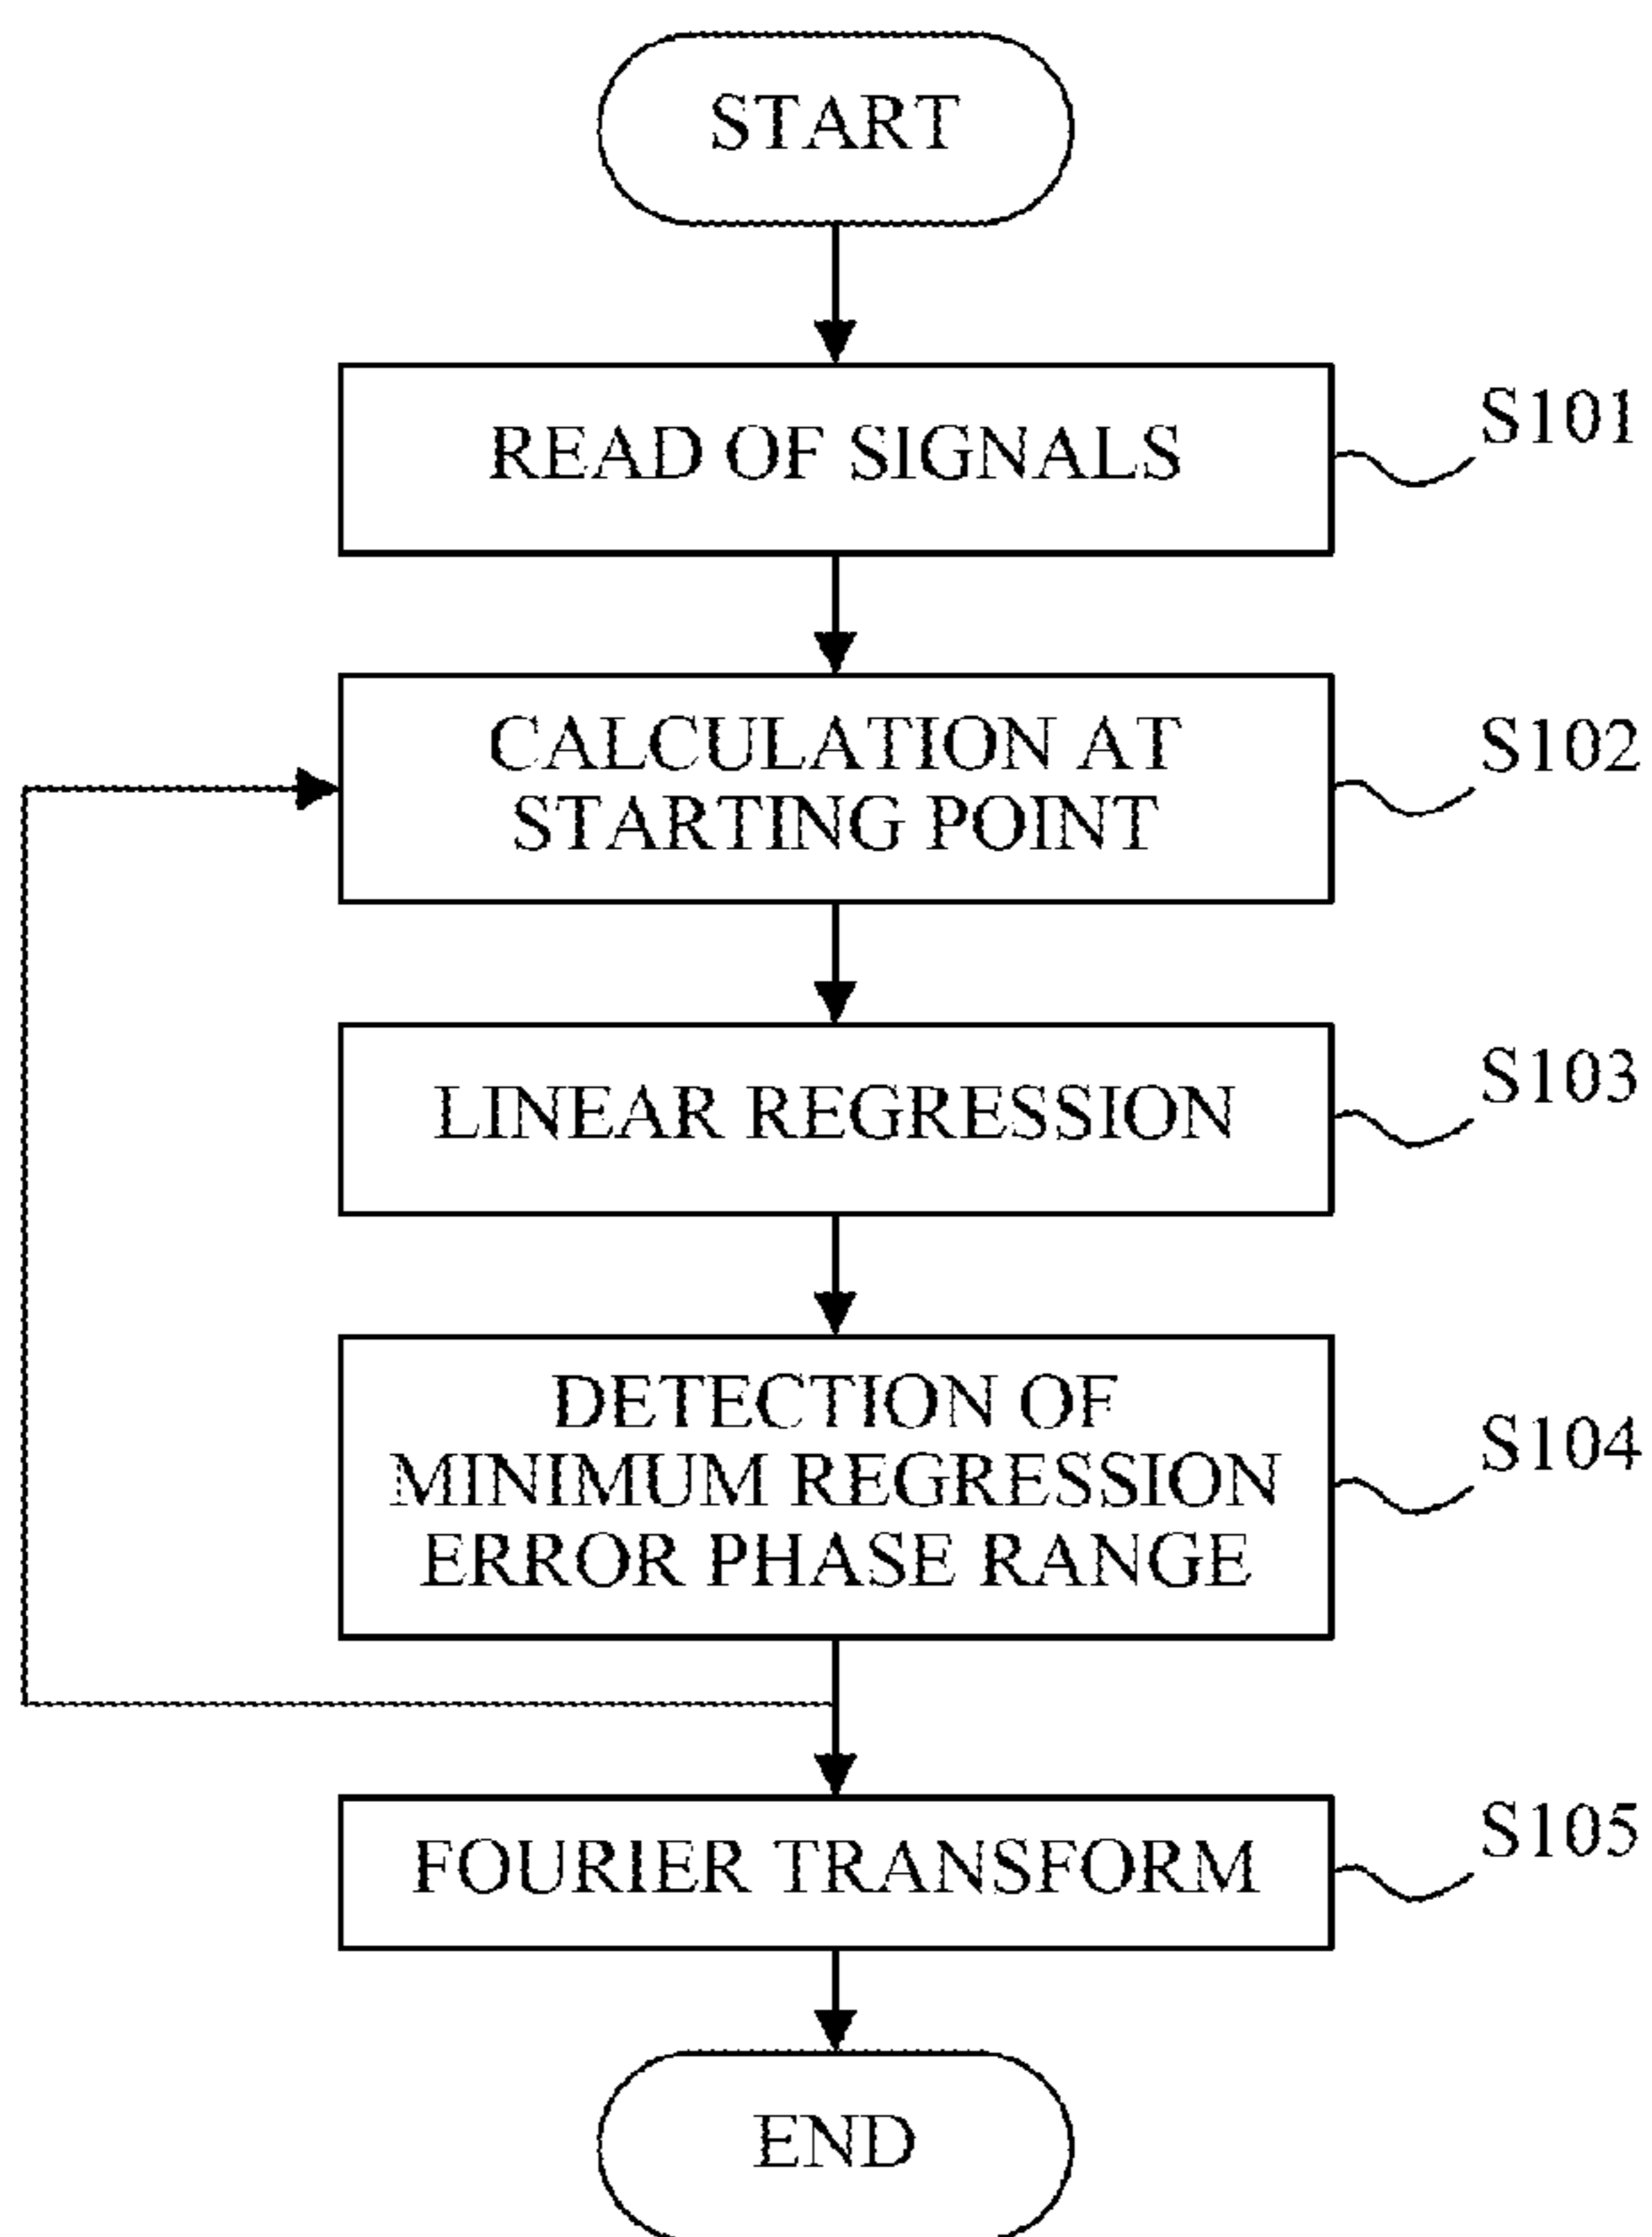 START
READ OF SIGNALS
S101
CALCULATION AT
STARTING POINT
S102
LINEAR REGRESSION
S103
DETECTION OF
MINIMUM REGRESSION
ERROR PHASE RANGE
S104
FOURIER TRANSFORM
S105
END